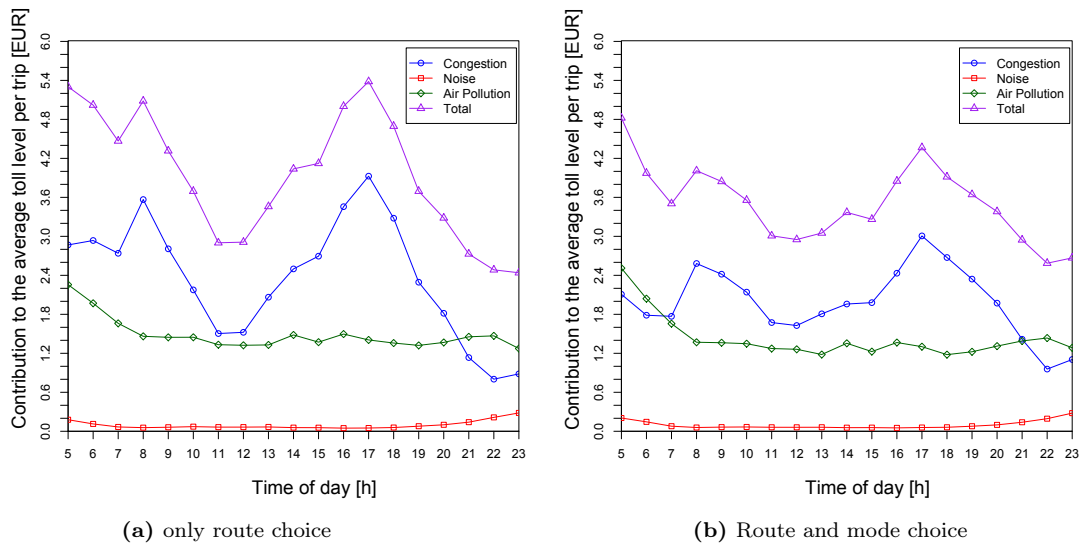 Contribution to the average toll level per trip [EUR]
6.0
5.4
4.8
4.2
3.6
3.0
2.4
1.8
1.2
0.6
0.0
Congestion
Noise
Air Pollution
Total
5 6 7 8 9 10 11 12 13 14 15 16 17 18 19 20 21 22 23
Time of day [h]
(a) only route choice
Contribution to the average toll level per trip [EUR]
6.0
5.4
4.8
4.2
3.6
3.0
2.4
1.8
1.2
0.6
0.0
Congestion
Noise
Air Pollution
Total
5 6 7 8 9 10 11 12 13 14 15 16 17 18 19 20 21 22 23
Time of day [h]
(b) Route and mode choice